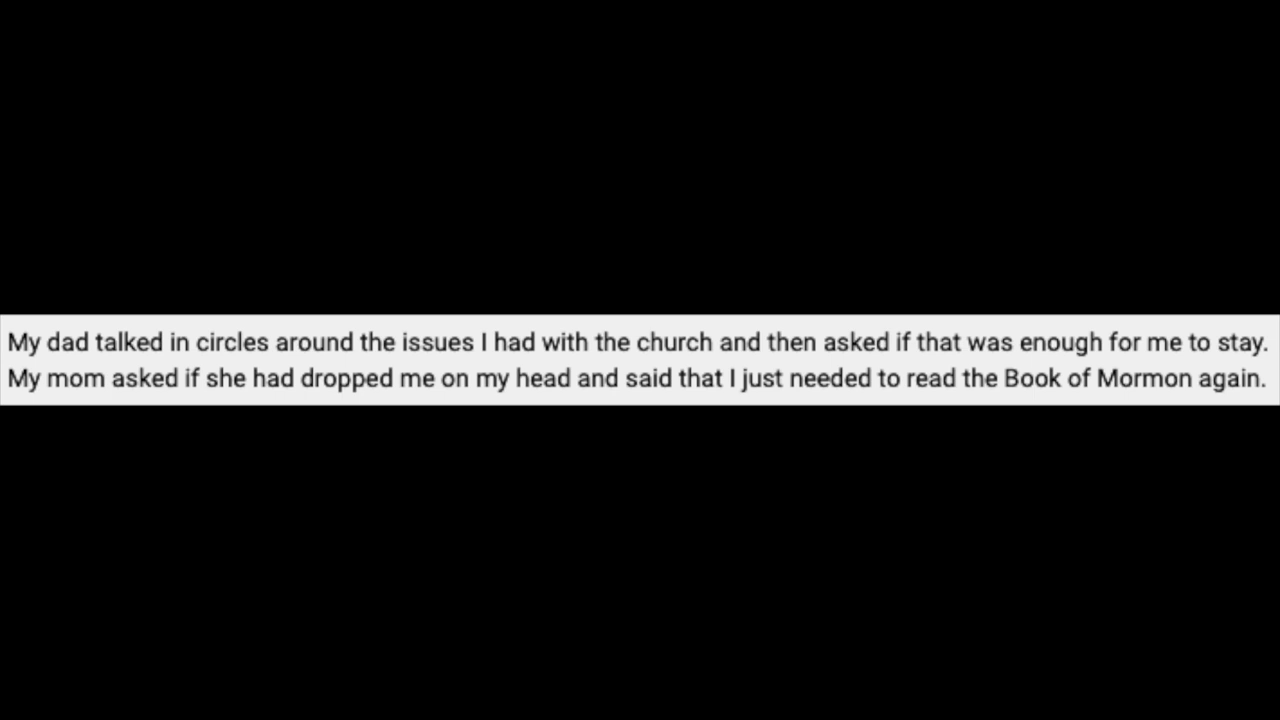 My dad talked in circles around the issues I had with the church and then asked if that was enough for me to stay.
My mom asked if she had dropped me on my head and said that I just needed to read the Book of Mormon again.